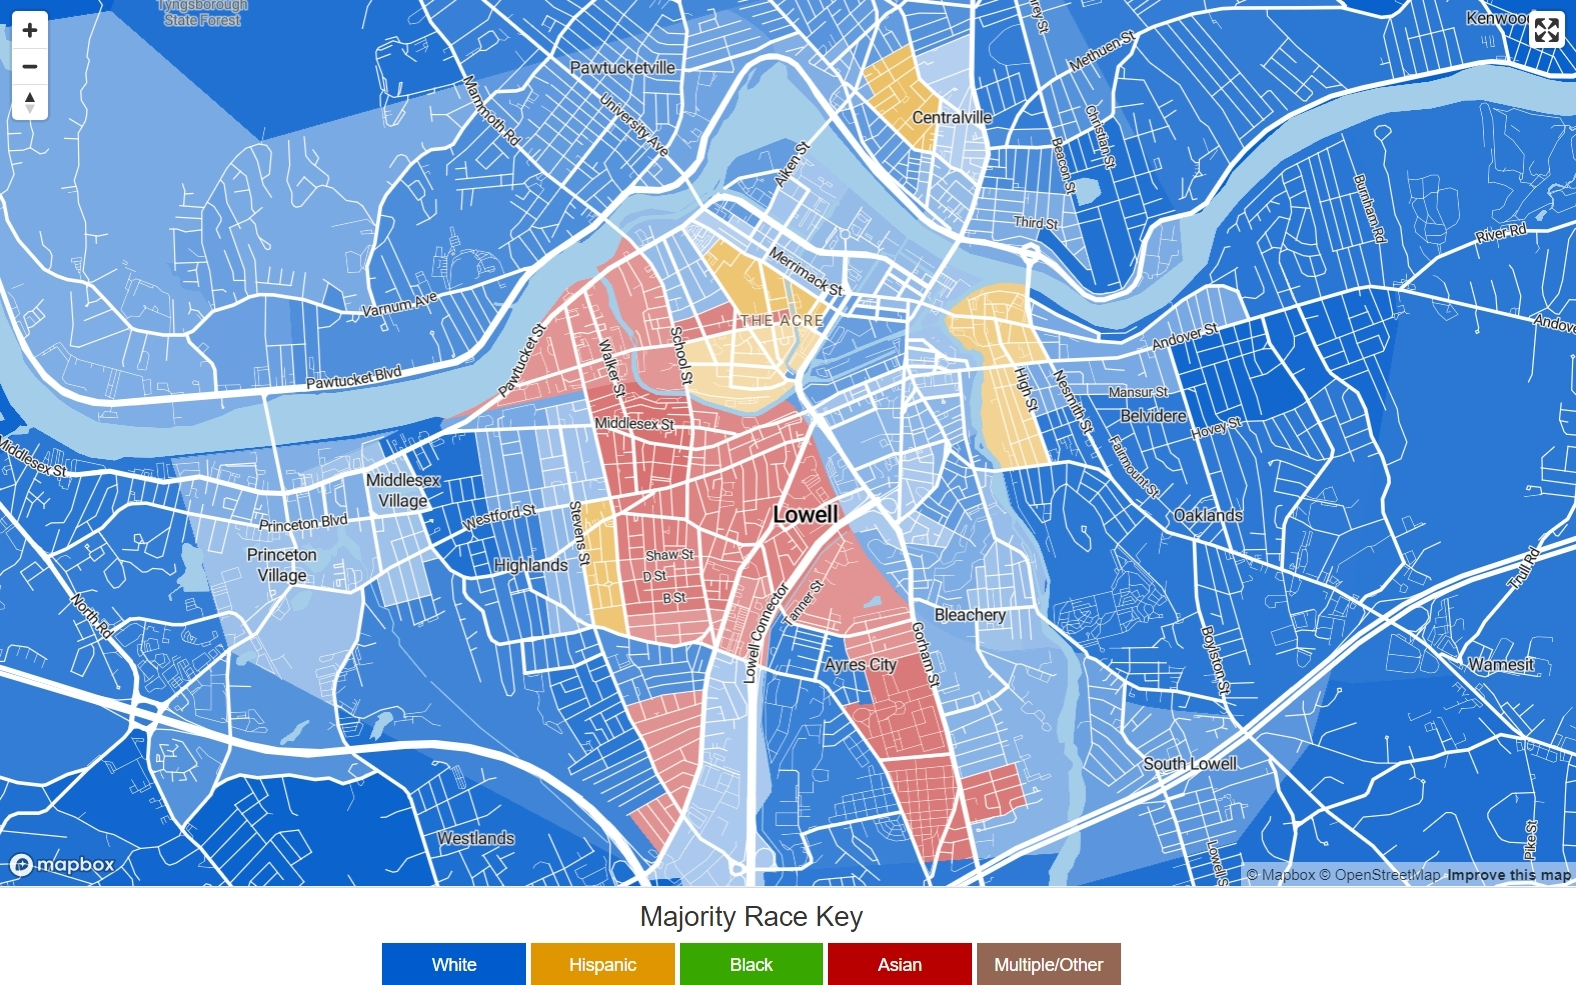 Tyngsborough
State Forest
Kenwood
Pawtucketville
Methuen St
Mammoth Rd
University Ave
Centralville
Christian St
Beacon St
Aiken St
Burnham Rd
Third St
River Rd
Merrimack St
Varnum Ave
THE ACRE
Andover St
Pawtucket St
School St
Walker St
Pawtucket Blvd
High St
Nesmith St
Mansur St
Belvidere
Hovey St
Middlesex St
Middlesex St
Fairmount St
Middlesex
Village
Westford St
Stevens St
Lowell
Oaklands
Princeton Blvd
Princeton
Village
Highlands
Shaw St
D St
B St
Trull Rd
North Rd
Lowell Connector
Tanner St
Bleachery
Gorham St
Boylston St
Ayres City
Wamesit
South Lowell
Westlands
Pike St
Lowell S
mapbox
© Mapbox © OpenStreetMap Improve this map
Majority Race Key
White
Hispanic
Black
Asian
Multiple/Other